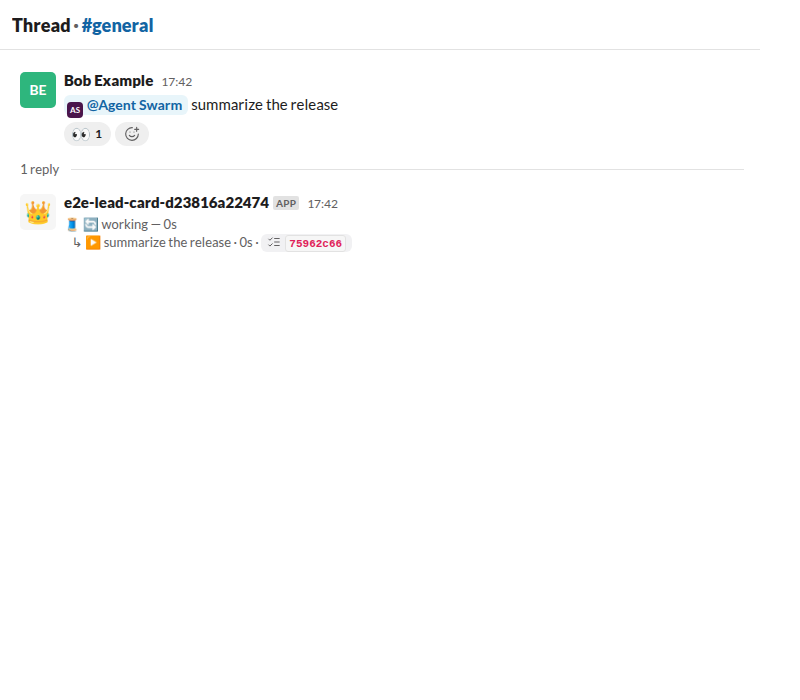 Thread • #general
BE
Bob Example 17:42
AS @Agent Swarm summarize the release
1
1 reply
e2e-lead-card-d23816a22474 APP 17:42
working — 0s
↳ summarize the release · 0s · 75962c66